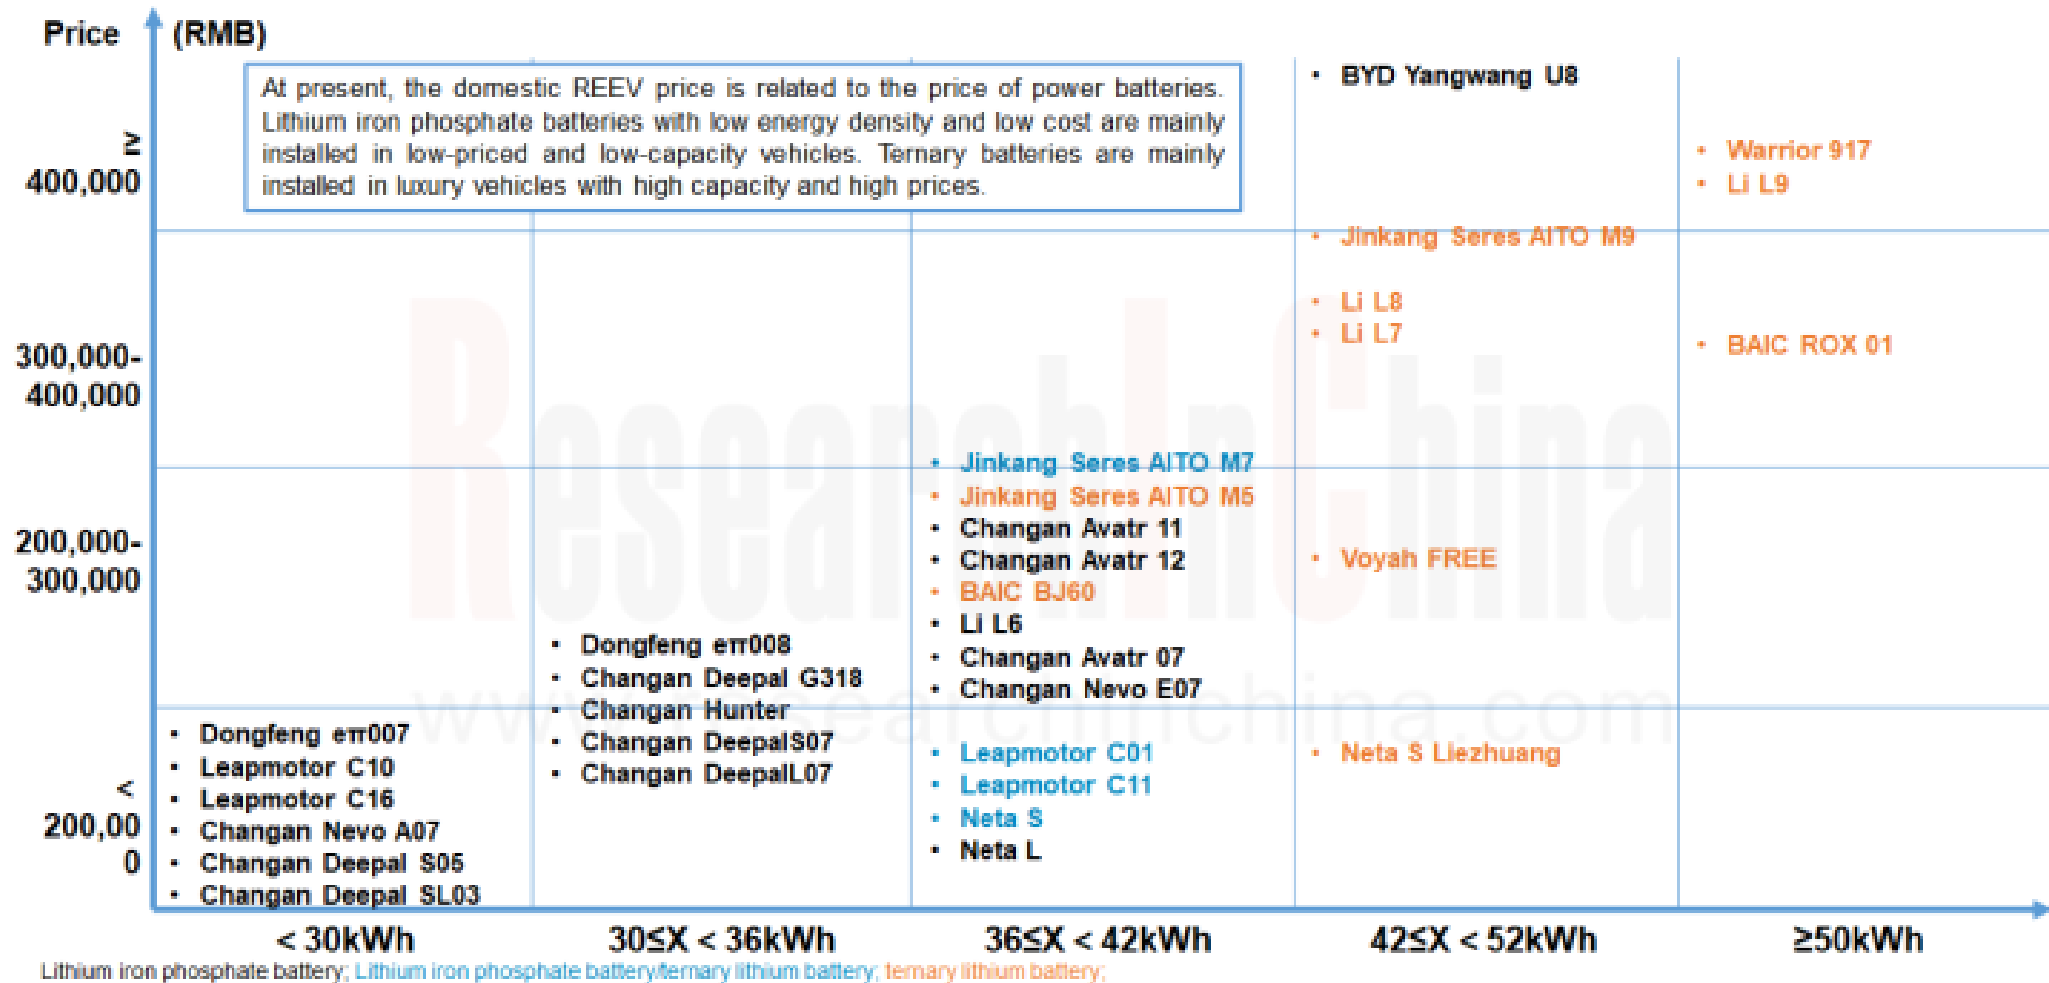 Price (RMB)
At present, the domestic REEV price is related to the price of power batteries.
Lithium iron phosphate batteries with low energy density and low cost are mainly
installed in low-priced and low-capacity vehicles. Ternary batteries are mainly
installed in luxury vehicles with high capacity and high prices.
≥
400,000
• BYD Yangwang U8
• Warrior 917
• Li L9
• Jinkang Seres AITO M9
300,000-
400,000
• Li L8
• Li L7
• BAIC ROX 01
200,000-
300,000
• Jinkang Seres AITO M7
• Jinkang Seres AITO M5
• Changan Avatr 11
• Changan Avatr 12
• BAIC BJ60
• Li L6
• Changan Avatr 07
• Changan Nevo E07
• Voyah FREE
• Dongfeng eπ008
• Changan Deepal G318
• Changan Hunter
• Changan DeepalS07
• Changan DeepalL07
<
200,00
0
• Dongfeng eπ007
• Leapmotor C10
• Leapmotor C16
• Changan Nevo A07
• Changan Deepal S05
• Changan Deepal SL03
• Leapmotor C01
• Leapmotor C11
• Neta S
• Neta L
• Neta S Liezhuang
< 30kWh 30≤X < 36kWh 36≤X < 42kWh 42≤X < 52kWh ≥50kWh
Lithium iron phosphate battery; Lithium iron phosphate battery/ternary lithium battery; ternary lithium battery;
ResearchInChina
www.researchinchina.com